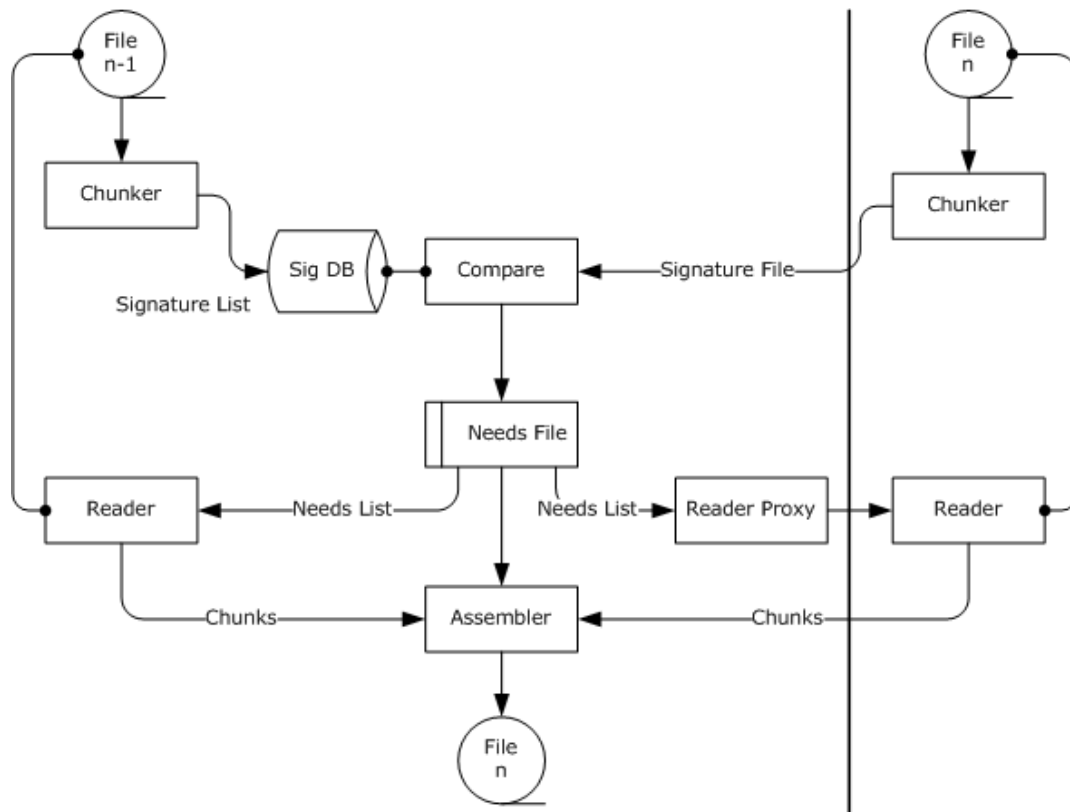 File
n-1
File
n
Chunker
Chunker
Sig DB
Compare
Signature File
Signature List
Needs File
Reader
Needs List
Needs List
Reader Proxy
Reader
Chunks
Assembler
Chunks
File
n